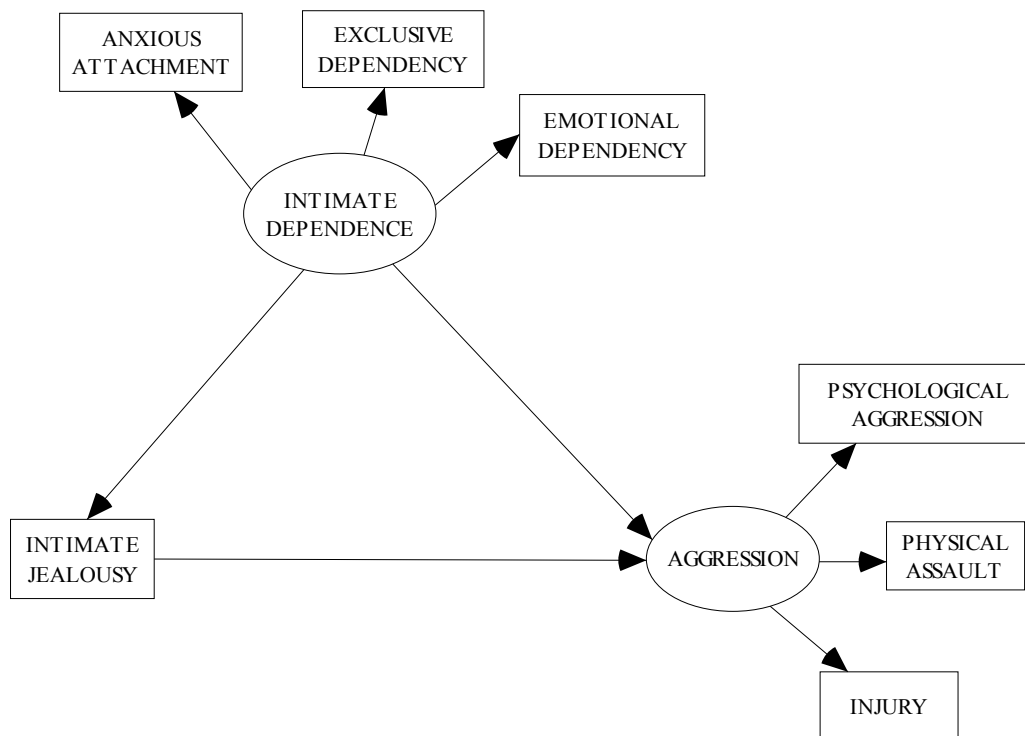 ANXIOUS
ATTACHMENT
EXCLUSIVE
DEPENDENCY
EMOTIONAL
DEPENDENCY
INTIMATE
DEPENDENCE
PSYCHOLOGICAL
AGGRESSION
INTIMATE
JEALOUSY
AGGRESSION
PHYSICAL
ASSAULT
INJURY